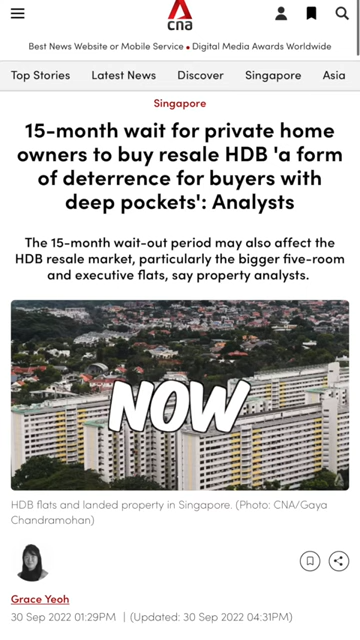 cna
Best News Website or Mobile Service • Digital Media Awards Worldwide
Top Stories Latest News Discover Singapore Asia
Singapore
15-month wait for private home
owners to buy resale HDB 'a form
of deterrence for buyers with
deep pockets': Analysts
The 15-month wait-out period may also affect the
HDB resale market, particularly the bigger five-room
and executive flats, say property analysts.
NOW
HDB flats and landed property in Singapore. (Photo: CNA/Gaya
Chandramohan)
Grace Yeoh
30 Sep 2022 01:29PM | (Updated: 30 Sep 2022 04:31PM)